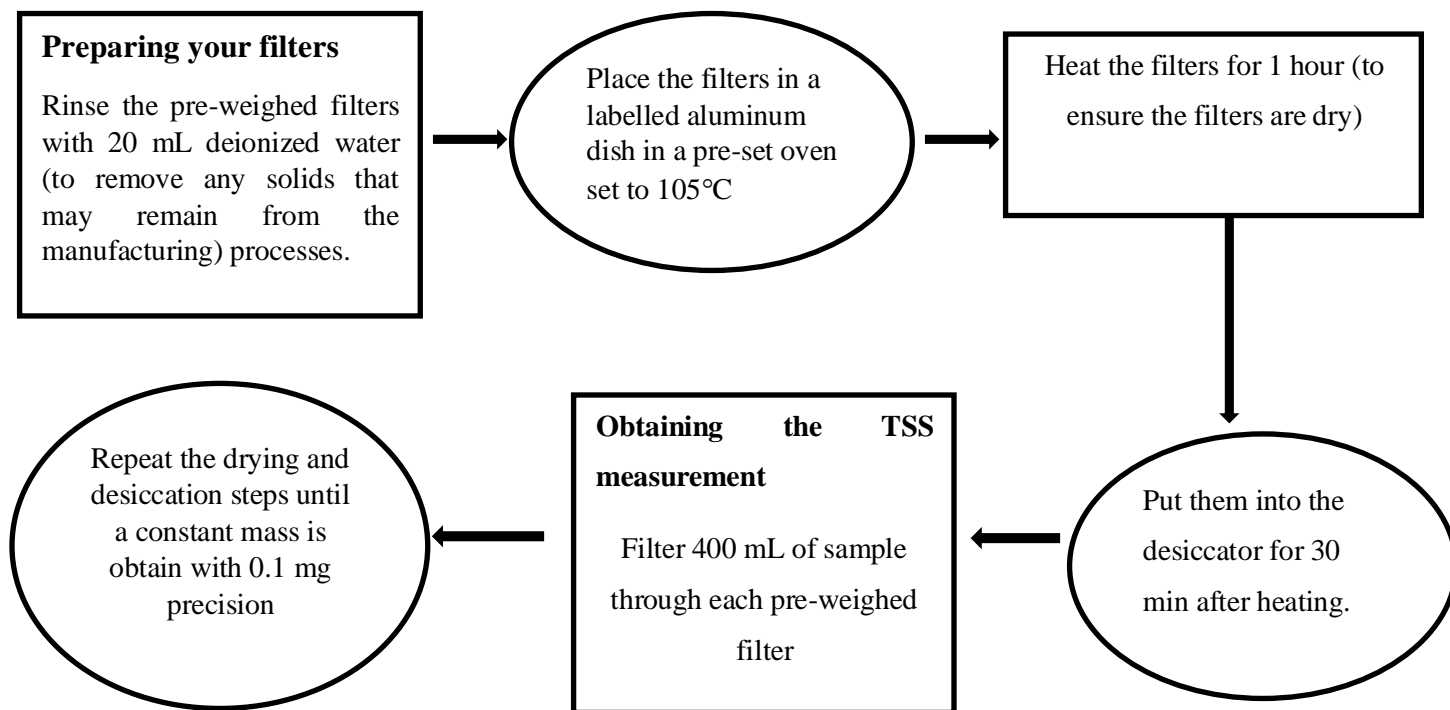 Preparing your filters
Rinse the pre-weighed filters
with 20 mL deionized water
(to remove any solids that
may remain from the
manufacturing) processes.
Place the filters in a
labelled aluminum
dish in a pre-set oven
set to 105°C
Heat the filters for 1 hour (to
ensure the filters are dry)
Put them into the
desiccator for 30
min after heating.
Obtaining the TSS
measurement
Filter 400 mL of sample
through each pre-weighed
filter
Repeat the drying and
desiccation steps until
a constant mass is
obtain with 0.1 mg
precision